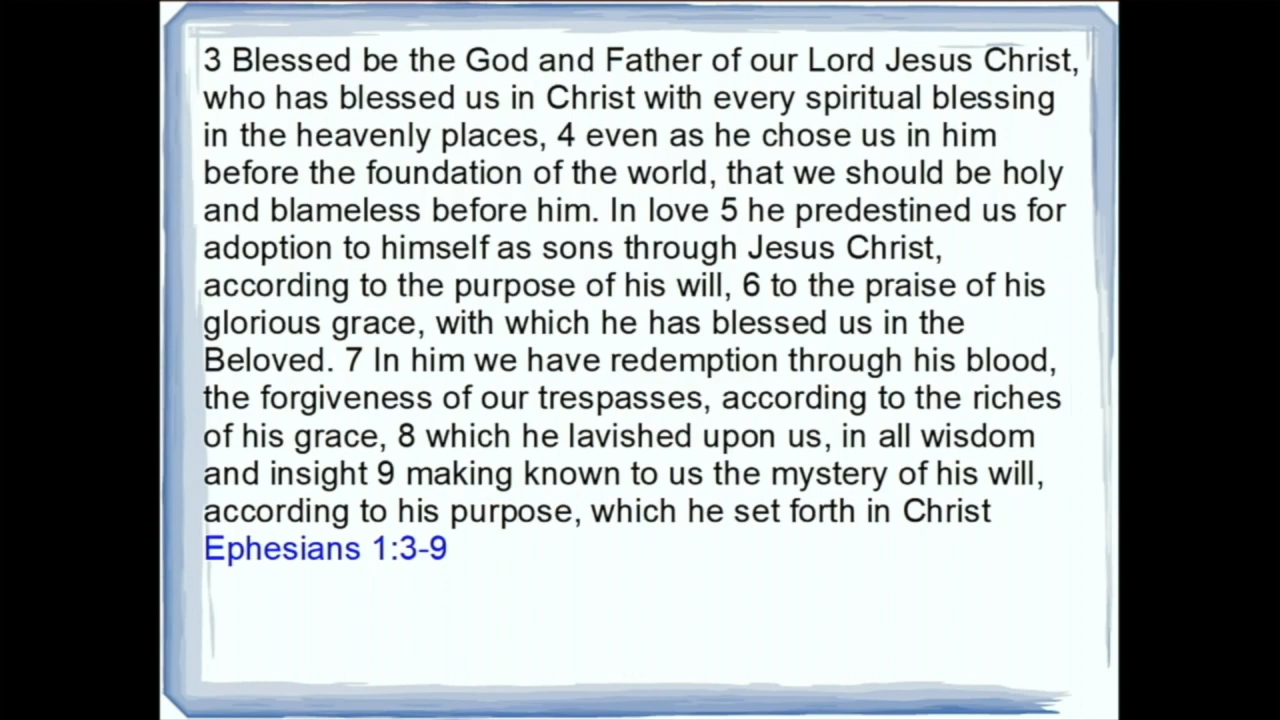 3 Blessed be the God and Father of our Lord Jesus Christ,
who has blessed us in Christ with every spiritual blessing
in the heavenly places, 4 even as he chose us in him
before the foundation of the world, that we should be holy
and blameless before him. In love 5 he predestined us for
adoption to himself as sons through Jesus Christ,
according to the purpose of his will, 6 to the praise of his
glorious grace, with which he has blessed us in the
Beloved. 7 In him we have redemption through his blood,
the forgiveness of our trespasses, according to the riches
of his grace, 8 which he lavished upon us, in all wisdom
and insight 9 making known to us the mystery of his will,
according to his purpose, which he set forth in Christ
Ephesians 1:3-9